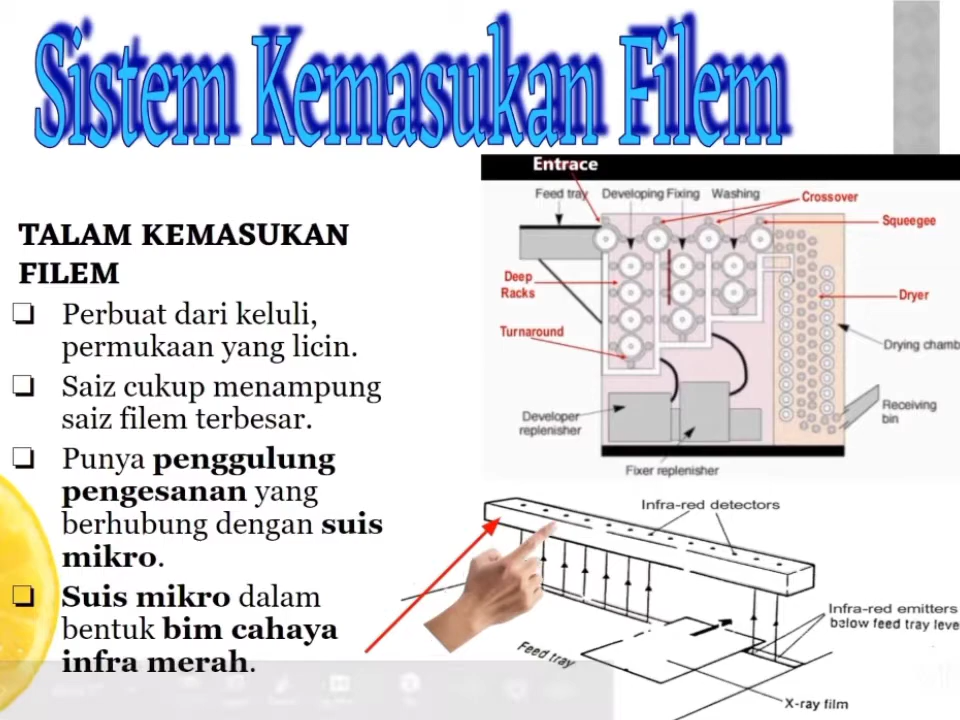 Sistem Kemasukan Filem
Entrace
Feed tray Developing Fixing Washing
Crossover
Squeegee
TALAM KEMASUKAN
FILEM
❑ Perbuat dari keluli,
permukaan yang licin.
❑ Saiz cukup menampung
saiz filem terbesar.
❑ Punya penggulung
pengesanan yang
berhubung dengan suis
mikro.
❑ Suis mikro dalam
bentuk bim cahaya
infra merah.
Deep
Racks
Dryer
Turnaround
Drying chamb
Developer
replenisher
Receiving
bin
Fixer replenisher
Infra-red detectors
Infra-red emitters
below feed tray level
Feed tray
X-ray film